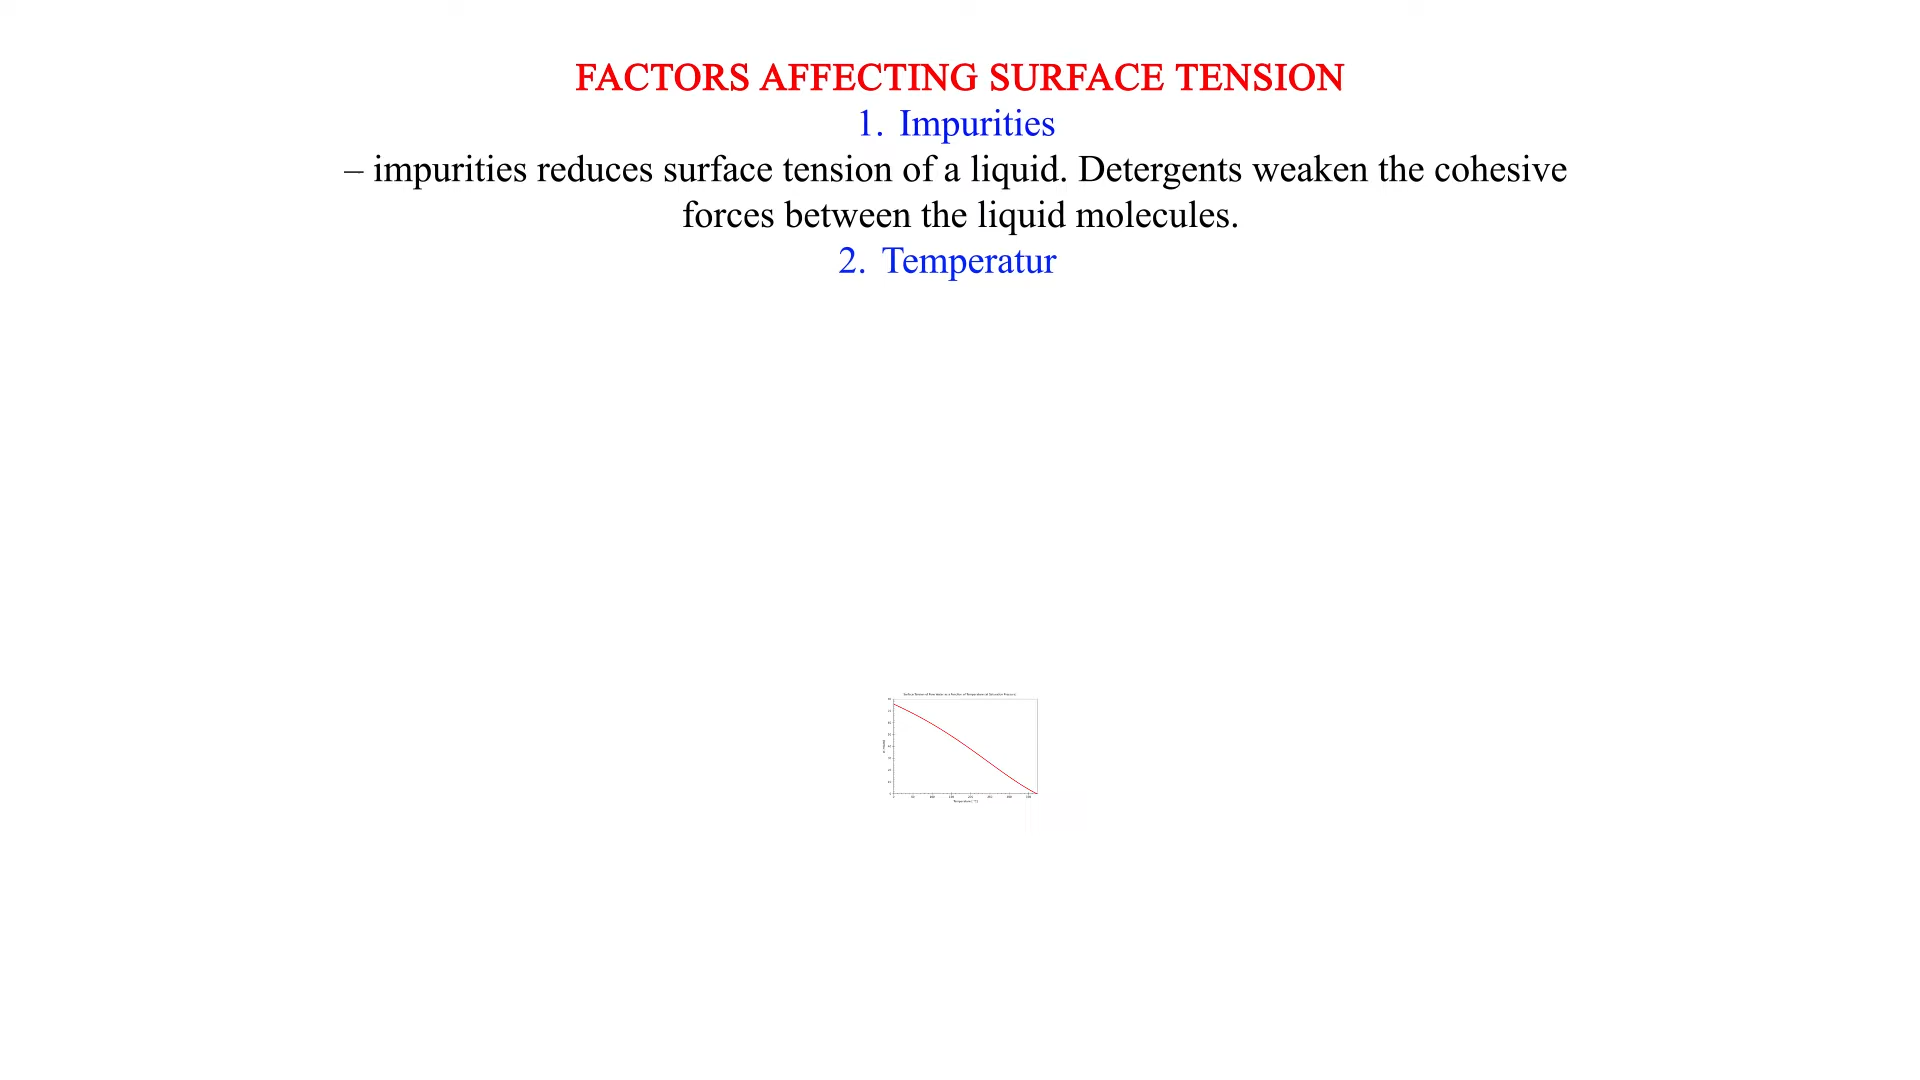 FACTORS AFFECTING SURFACE TENSION
1. Impurities
– impurities reduces surface tension of a liquid. Detergents weaken the cohesive
forces between the liquid molecules.
2. Temperatur